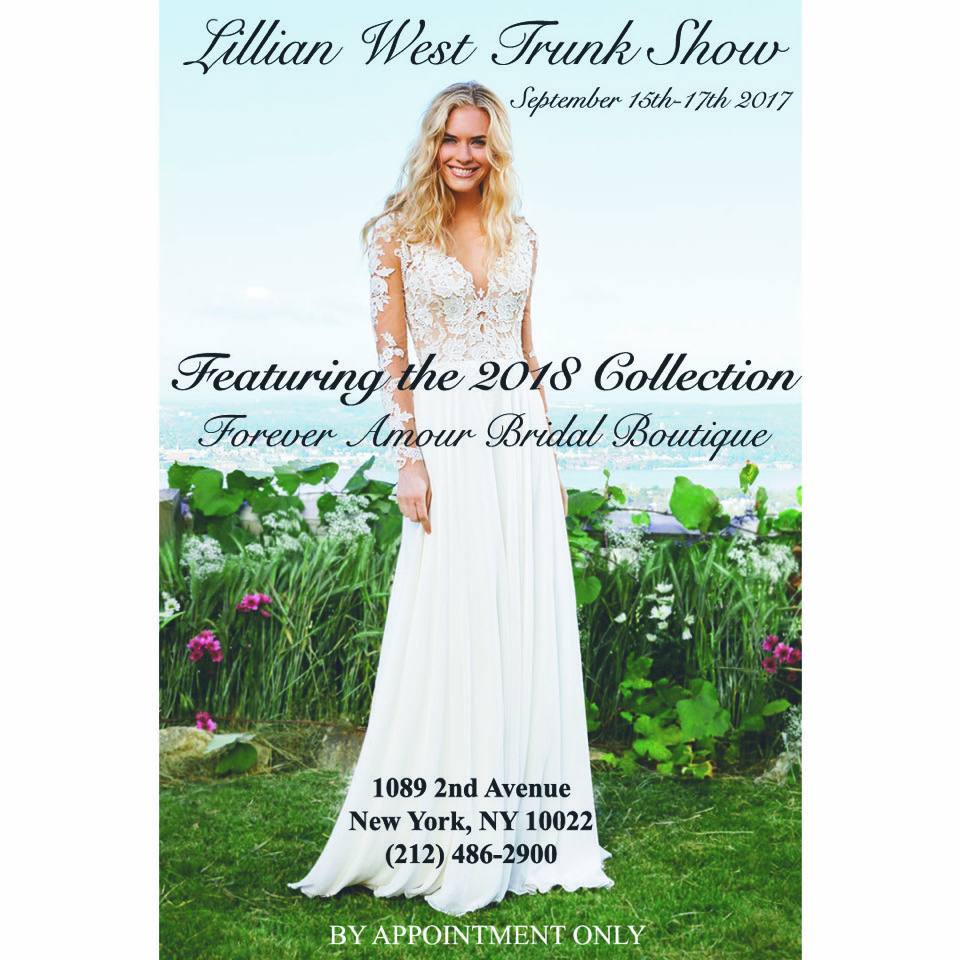 Lillian West Trunk Show
September 15th-17th 2017
Featuring the 2018 Collection
Forever Amour Bridal Boutique
1089 2nd Avenue
New York, NY 10022
(212) 486-2900
BY APPOINTMENT ONLY